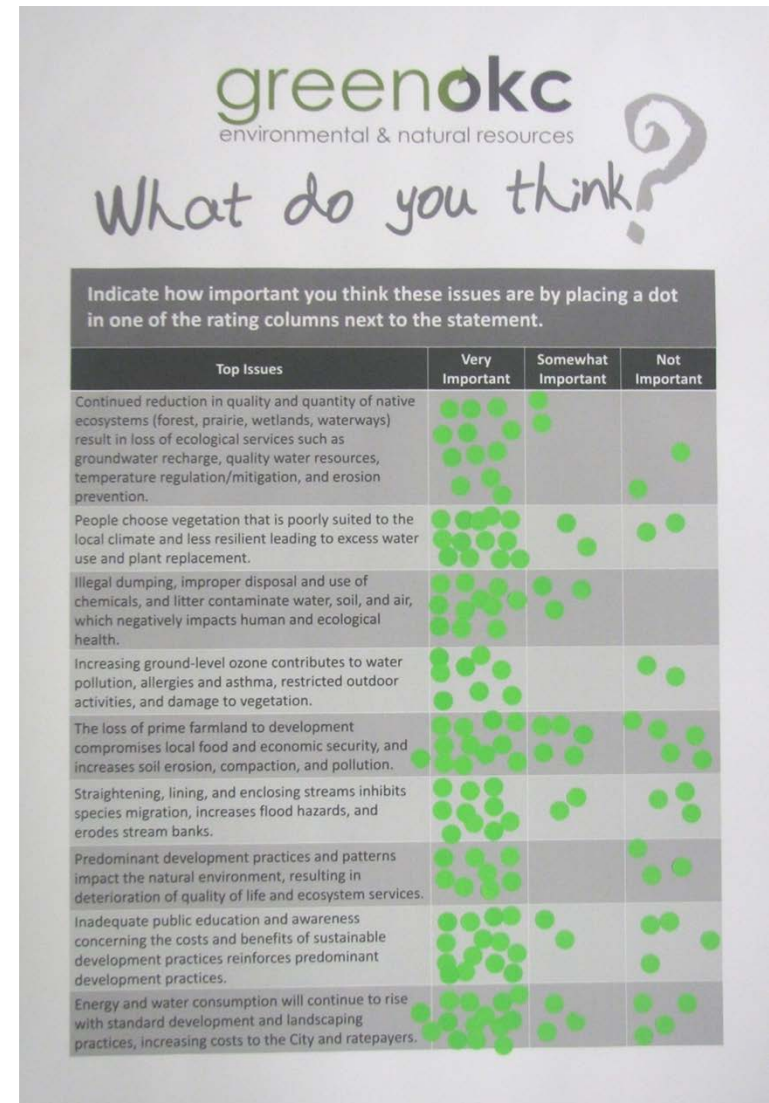 greenokc
environmental & natural resources
What do you think?
Indicate how important you think these issues are by placing a dot
in one of the rating columns next to the statement.
Top Issues
Very
Important
Somewhat
Important
Not
Important
Continued reduction in quality and quantity of native
ecosystems (forest, prairie, wetlands, waterways)
result in loss of ecological services such as
groundwater recharge, quality water resources,
temperature regulation/mitigation, and erosion
prevention.
People choose vegetation that is poorly suited to the
local climate and less resilient leading to excess water
use and plant replacement.
Illegal dumping, improper disposal and use of
chemicals, and litter contaminate water, soil, and air,
which negatively impacts human and ecological
health.
Increasing ground-level ozone contributes to water
pollution, allergies and asthma, restricted outdoor
activities, and damage to vegetation.
The loss of prime farmland to development
compromises local food and economic security, and
increases soil erosion, compaction, and pollution.
Straightening, lining, and enclosing streams inhibits
species migration, increases flood hazards, and
erodes stream banks.
Predominant development practices and patterns
impact the natural environment, resulting in
deterioration of quality of life and ecosystem services.
Inadequate public education and awareness
concerning the costs and benefits of sustainable
development practices reinforces predominant
development practices.
Energy and water consumption will continue to rise
with standard development and landscaping
practices, increasing costs to the City and ratepayers.